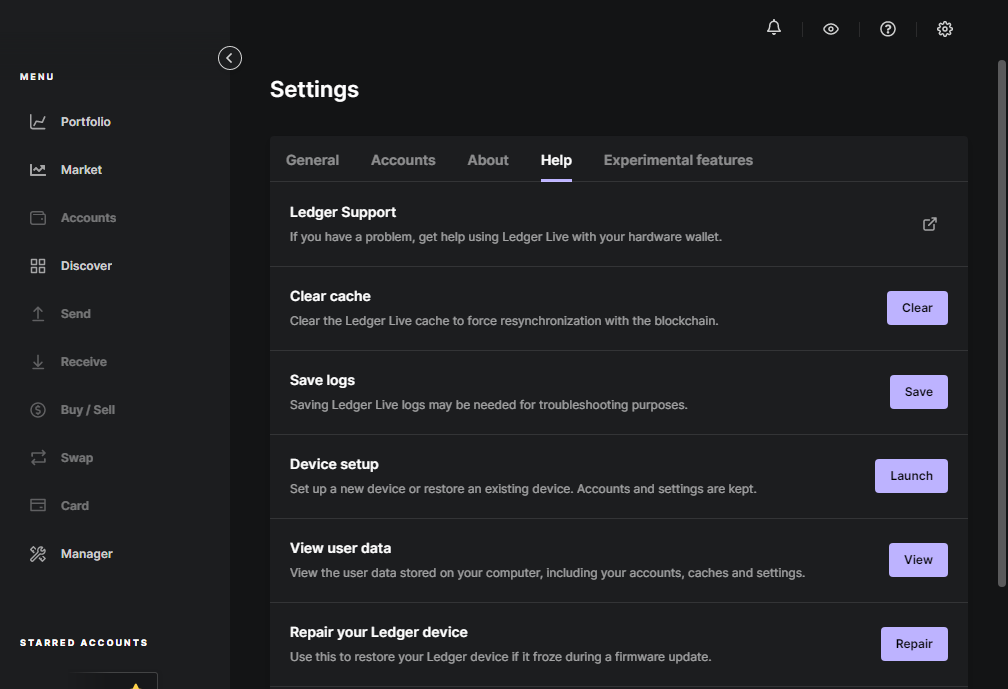 MENU
Portfolio
Market
Accounts
Discover
Send
Receive
Buy / Sell
Swap
Card
Manager
STARRED ACCOUNTS
Settings
General Accounts About Help Experimental features
Ledger Support
If you have a problem, get help using Ledger Live with your hardware wallet.
Clear cache
Clear the Ledger Live cache to force resynchronization with the blockchain.
Clear
Save logs
Saving Ledger Live logs may be needed for troubleshooting purposes.
Save
Device setup
Set up a new device or restore an existing device. Accounts and settings are kept.
Launch
View user data
View the user data stored on your computer, including your accounts, caches and settings.
View
Repair your Ledger device
Use this to restore your Ledger device if it froze during a firmware update.
Repair